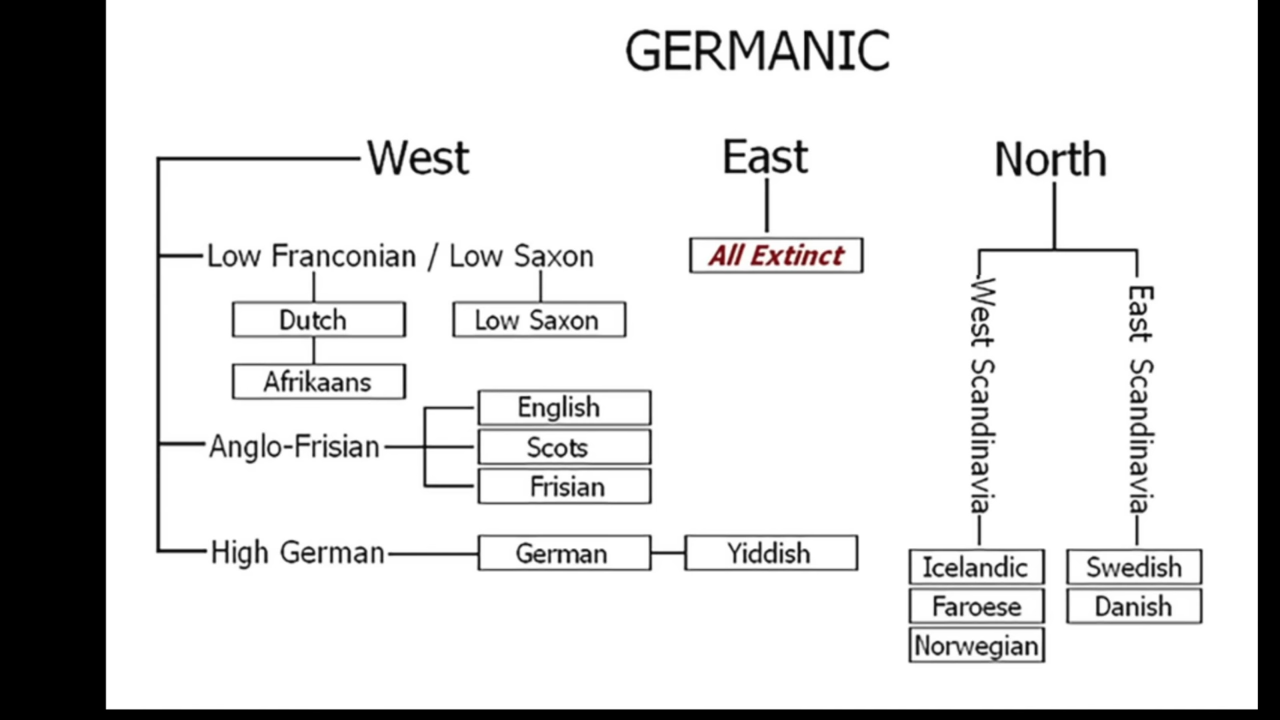 GERMANIC
West
East
North
Low Franconian / Low Saxon
All Extinct
Dutch
Low Saxon
Afrikaans
English
Anglo-Frisian
Scots
Frisian
High German
German
Yiddish
West Scandinavia
East Scandinavia
Icelandic
Swedish
Faroese
Danish
Norwegian